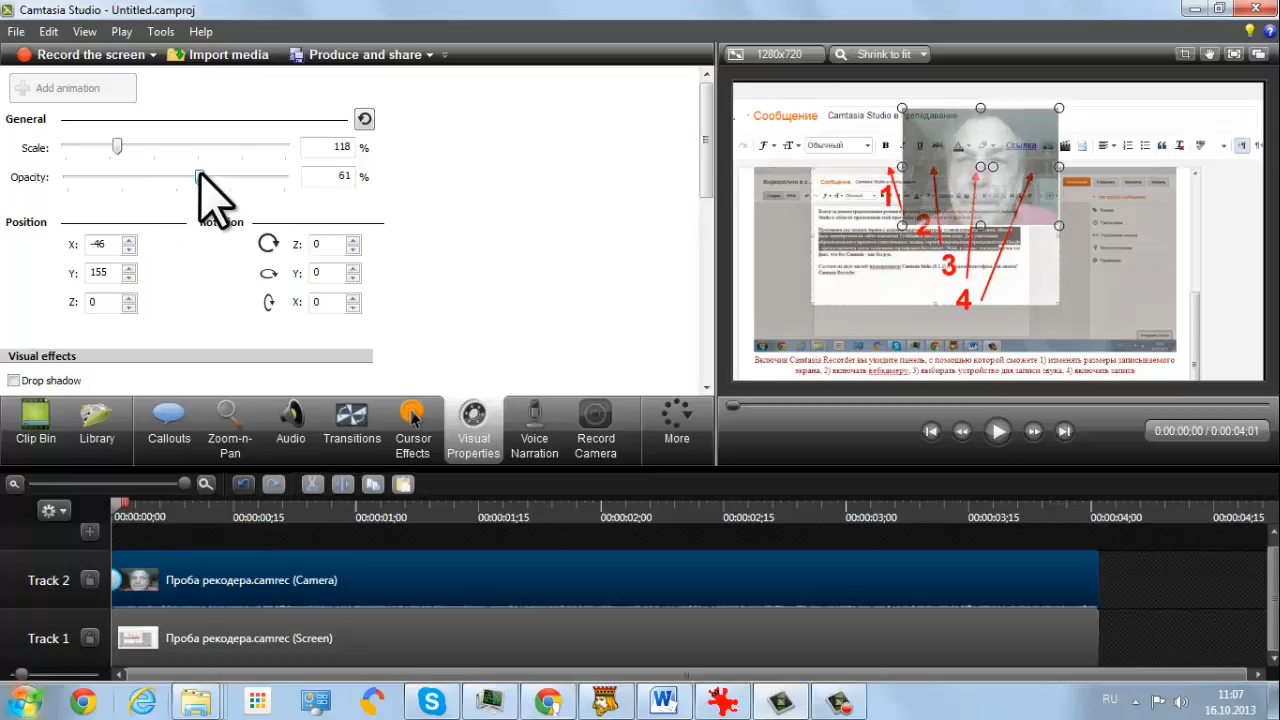 Camtasia Studio - Untitled.camproj
File Edit View Play Tools Help
Record the screen Import media Produce and share
1280x720 Shrink to fit
Add animation
General
Scale: 118 %
Opacity: 61 %
Position
X: -46 Z: 0
Y: 155 Y: 0
Z: 0 X: 0
Visual effects
Drop shadow
Сообщение Camtasia Studio в преподавание
Обычный Ссылка
1
2
3
4
Включив Camtasia Recorder вы увидите панель, с помощью которой сможете 1) изменять размеры записываемого
экрана, 2) включать вебкамеру, 3) выбирать устройство для записи звука, 4) включать запись
Clip Bin
Library
Callouts
Zoom-n-Pan
Audio
Transitions
Cursor Effects
Visual Properties
Voice Narration
Record Camera
More
0:00:00;00 / 0:00:04;01
00:00:00;00 00:00:00;15 00:00:01;00 00:00:01;15 00:00:02;00 00:00:02;15 00:00:03;00 00:00:03;15 00:00:04;00 00:00:04;15
Track 2 Проба рекодера.camrec (Camera)
Track 1 Проба рекодера.camrec (Screen)
RU
11:07
16.10.2013